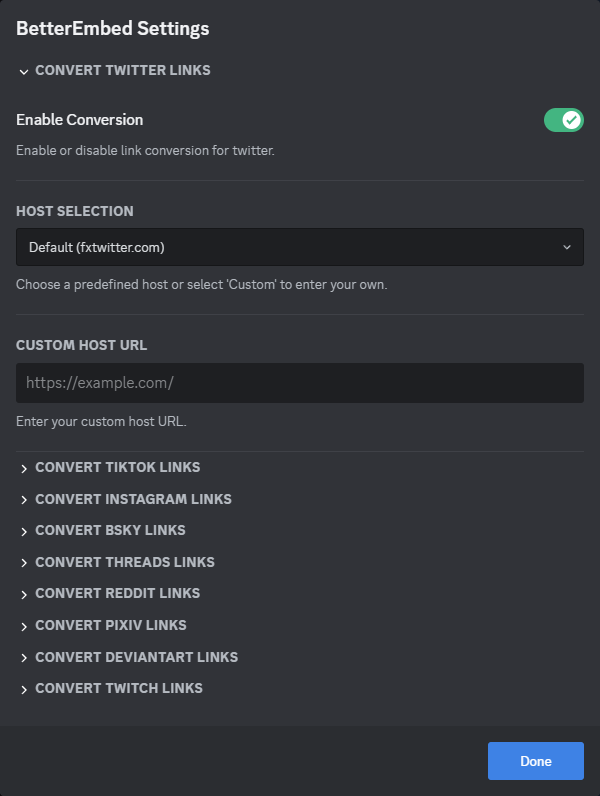 BetterEmbed Settings
CONVERT TWITTER LINKS
Enable Conversion
Enable or disable link conversion for twitter.
HOST SELECTION
Default (fxtwitter.com)
Choose a predefined host or select 'Custom' to enter your own.
CUSTOM HOST URL
https://example.com/
Enter your custom host URL.
CONVERT TIKTOK LINKS
CONVERT INSTAGRAM LINKS
CONVERT BSKY LINKS
CONVERT THREADS LINKS
CONVERT REDDIT LINKS
CONVERT PIXIV LINKS
CONVERT DEVIANTART LINKS
CONVERT TWITCH LINKS
Done